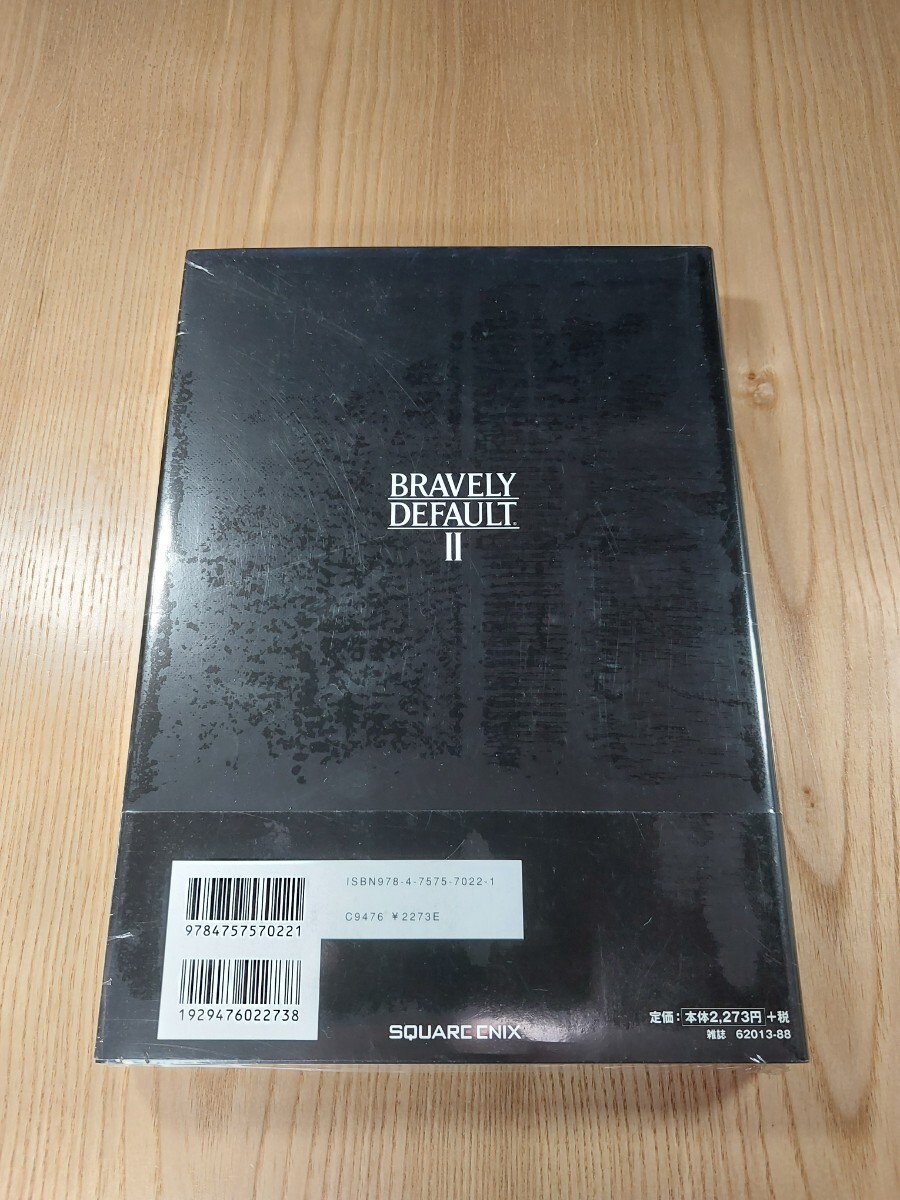 BRAVELY
DEFAULT
II
ISBN978-4-7575-7022-1
C9476 ¥2273E
9784757570221
1929476022738
SQUARE ENIX
定価：本体2,273円+税
雑誌 62013-88